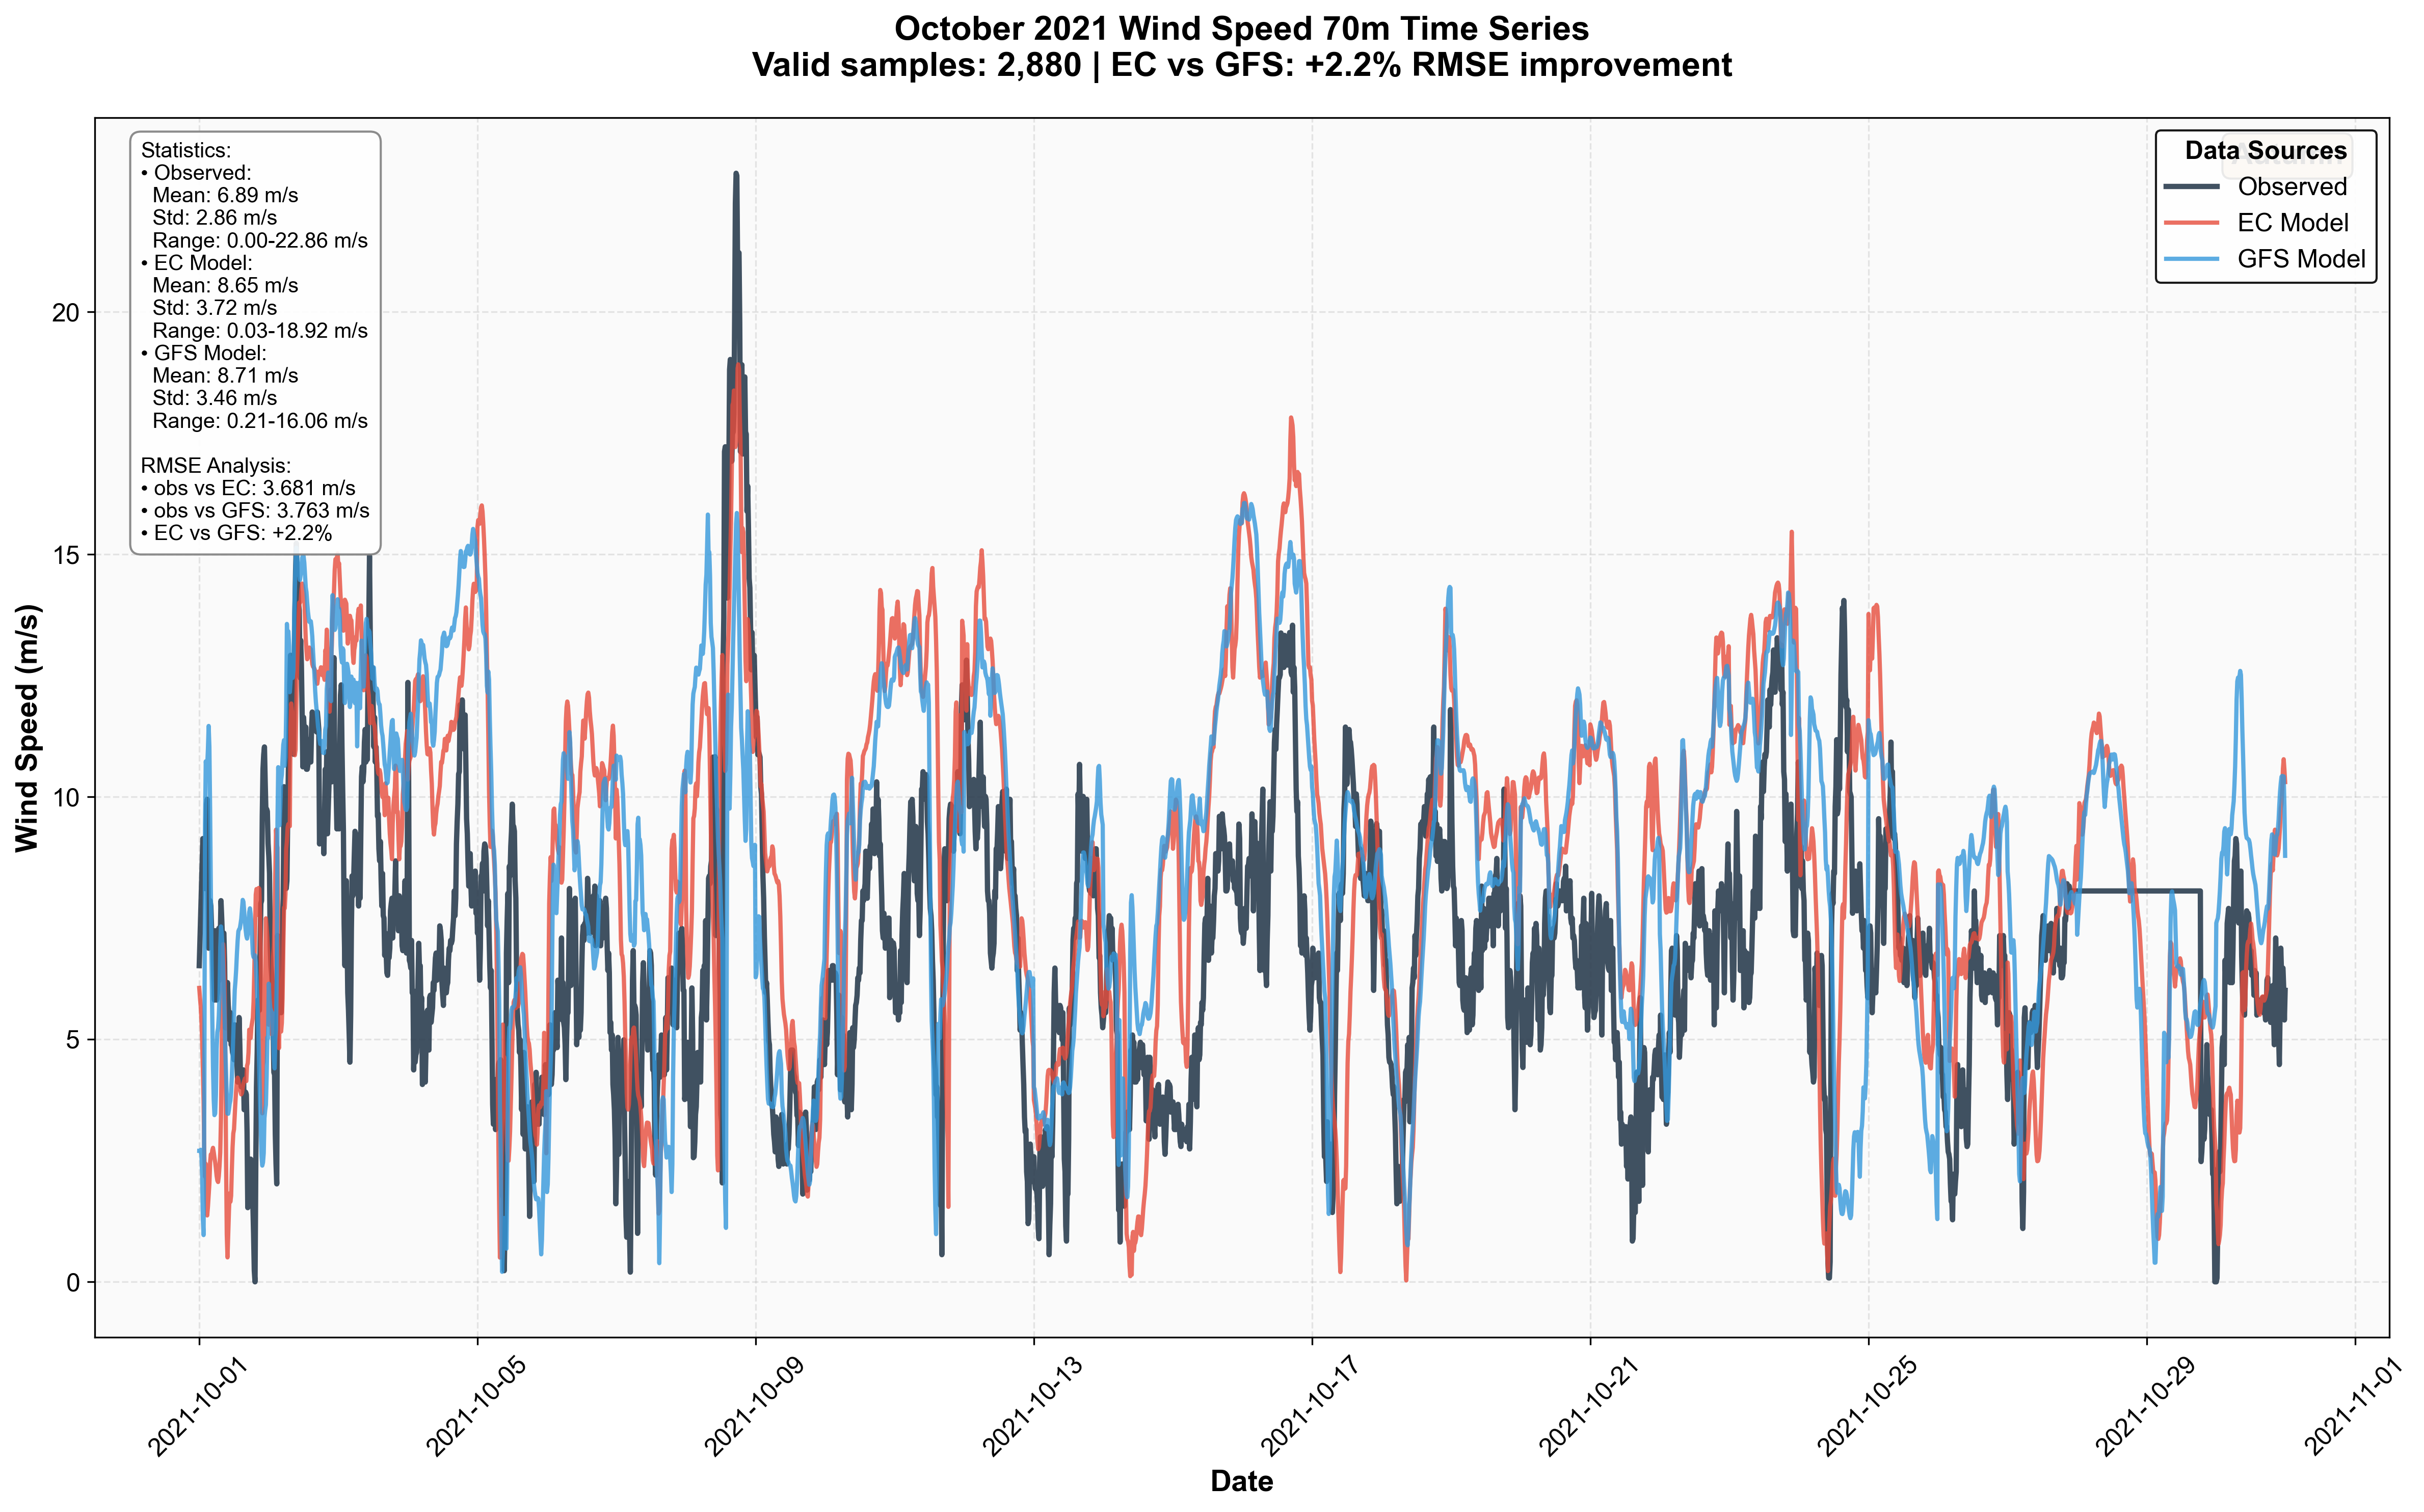 October 2021 Wind Speed 70m Time Series
Valid samples: 2,880 | EC vs GFS: +2.2% RMSE improvement
Statistics:
• Observed:
Mean: 6.89 m/s
Std: 2.86 m/s
Range: 0.00-22.86 m/s
• EC Model:
Mean: 8.65 m/s
Std: 3.72 m/s
Range: 0.03-18.92 m/s
• GFS Model:
Mean: 8.71 m/s
Std: 3.46 m/s
Range: 0.21-16.06 m/s
RMSE Analysis:
• obs vs EC: 3.681 m/s
• obs vs GFS: 3.763 m/s
• EC vs GFS: +2.2%
Data Sources
Observed
EC Model
GFS Model
Wind Speed (m/s)
20
15
10
5
0
2021-10-01
2021-10-05
2021-10-09
2021-10-13
2021-10-17
2021-10-21
2021-10-25
2021-10-29
2021-11-01
Date